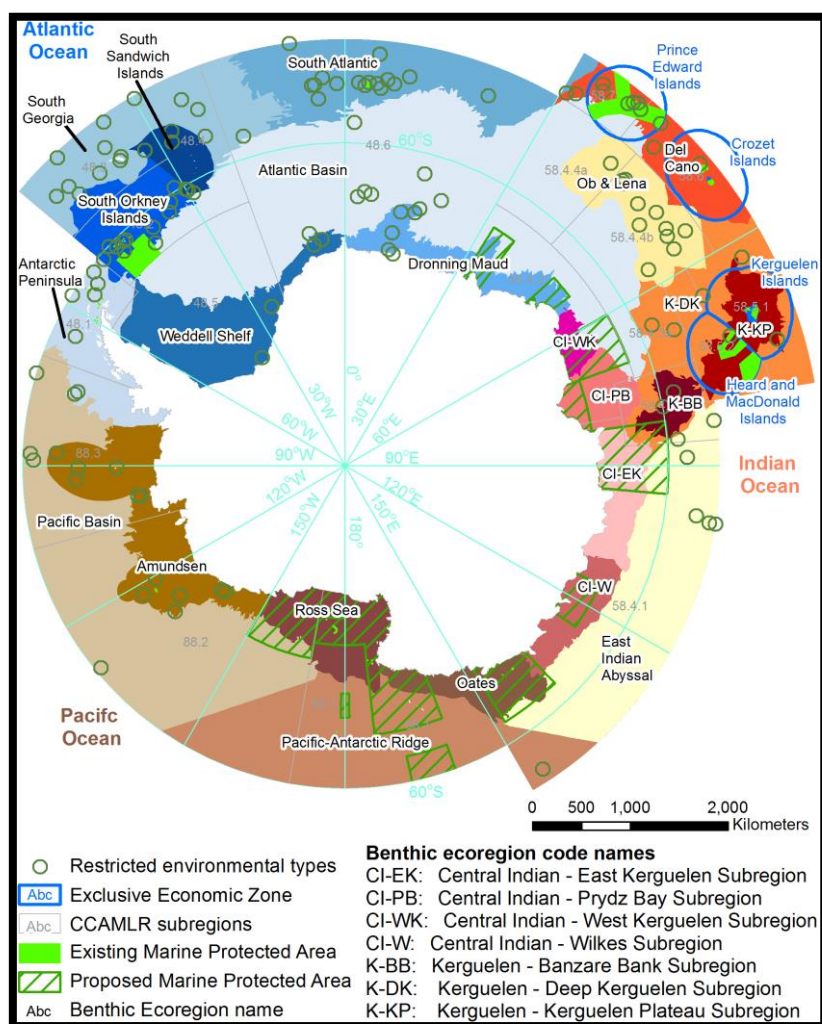 Atlantic
Ocean
South
Sandwich
Islands
South
Georgia
South Atlantic
Prince
Edward
Islands
Crozet
Islands
Del
Cano
48.3
48.4
48.6
60°S
58.7
58.6
58.4.4a
Ob & Lena
58.4.4b
Atlantic Basin
South Orkney
Islands
Antarctic
Peninsula
48.1
48.5
Weddell Shelf
Dronning Maud
Kerguelen
Islands
K-DK
58.5.1
K-KP
Heard and
MacDonald
Islands
CI-WK
CI-PB
K-BB
CI-EK
Indian
Ocean
0°
30°W
30°E
60°W
60°E
90°W
90°E
120°W
120°E
150°W
150°E
180°
88.3
Pacific Basin
Amundsen
88.2
Ross Sea
CI-W
58.4.1
East
Indian
Abyssal
Oates
Pacifc
Ocean
Pacific-Antarctic Ridge
60°S
0 500 1,000 2,000
Kilometers
Restricted environmental types
Abc Exclusive Economic Zone
Abc CCAMLR subregions
Existing Marine Protected Area
Proposed Marine Protected Area
Abc Benthic Ecoregion name
Benthic ecoregion code names
CI-EK: Central Indian - East Kerguelen Subregion
CI-PB: Central Indian - Prydz Bay Subregion
CI-WK: Central Indian - West Kerguelen Subregion
CI-W: Central Indian - Wilkes Subregion
K-BB: Kerguelen - Banzare Bank Subregion
K-DK: Kerguelen - Deep Kerguelen Subregion
K-KP: Kerguelen - Kerguelen Plateau Subregion